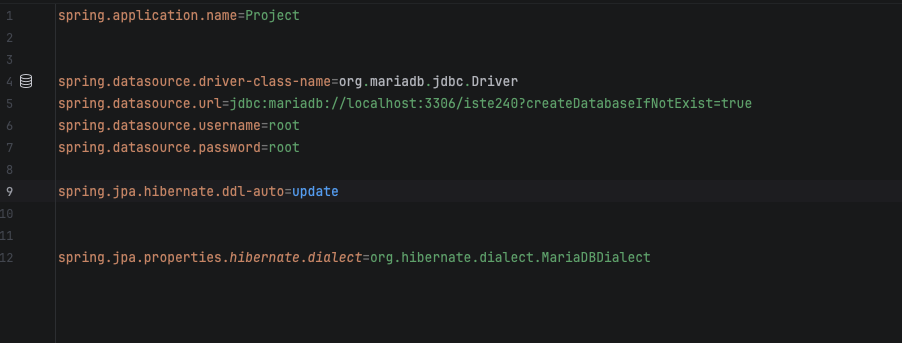 1 spring.application.name=Project
2
3
4 spring.datasource.driver-class-name=org.mariadb.jdbc.Driver
5 spring.datasource.url=jdbc:mariadb://localhost:3306/iste240?createDatabaseIfNotExist=true
6 spring.datasource.username=root
7 spring.datasource.password=root
8
9 spring.jpa.hibernate.ddl-auto=update
10
11
12 spring.jpa.properties.hibernate.dialect=org.hibernate.dialect.MariaDBDialect